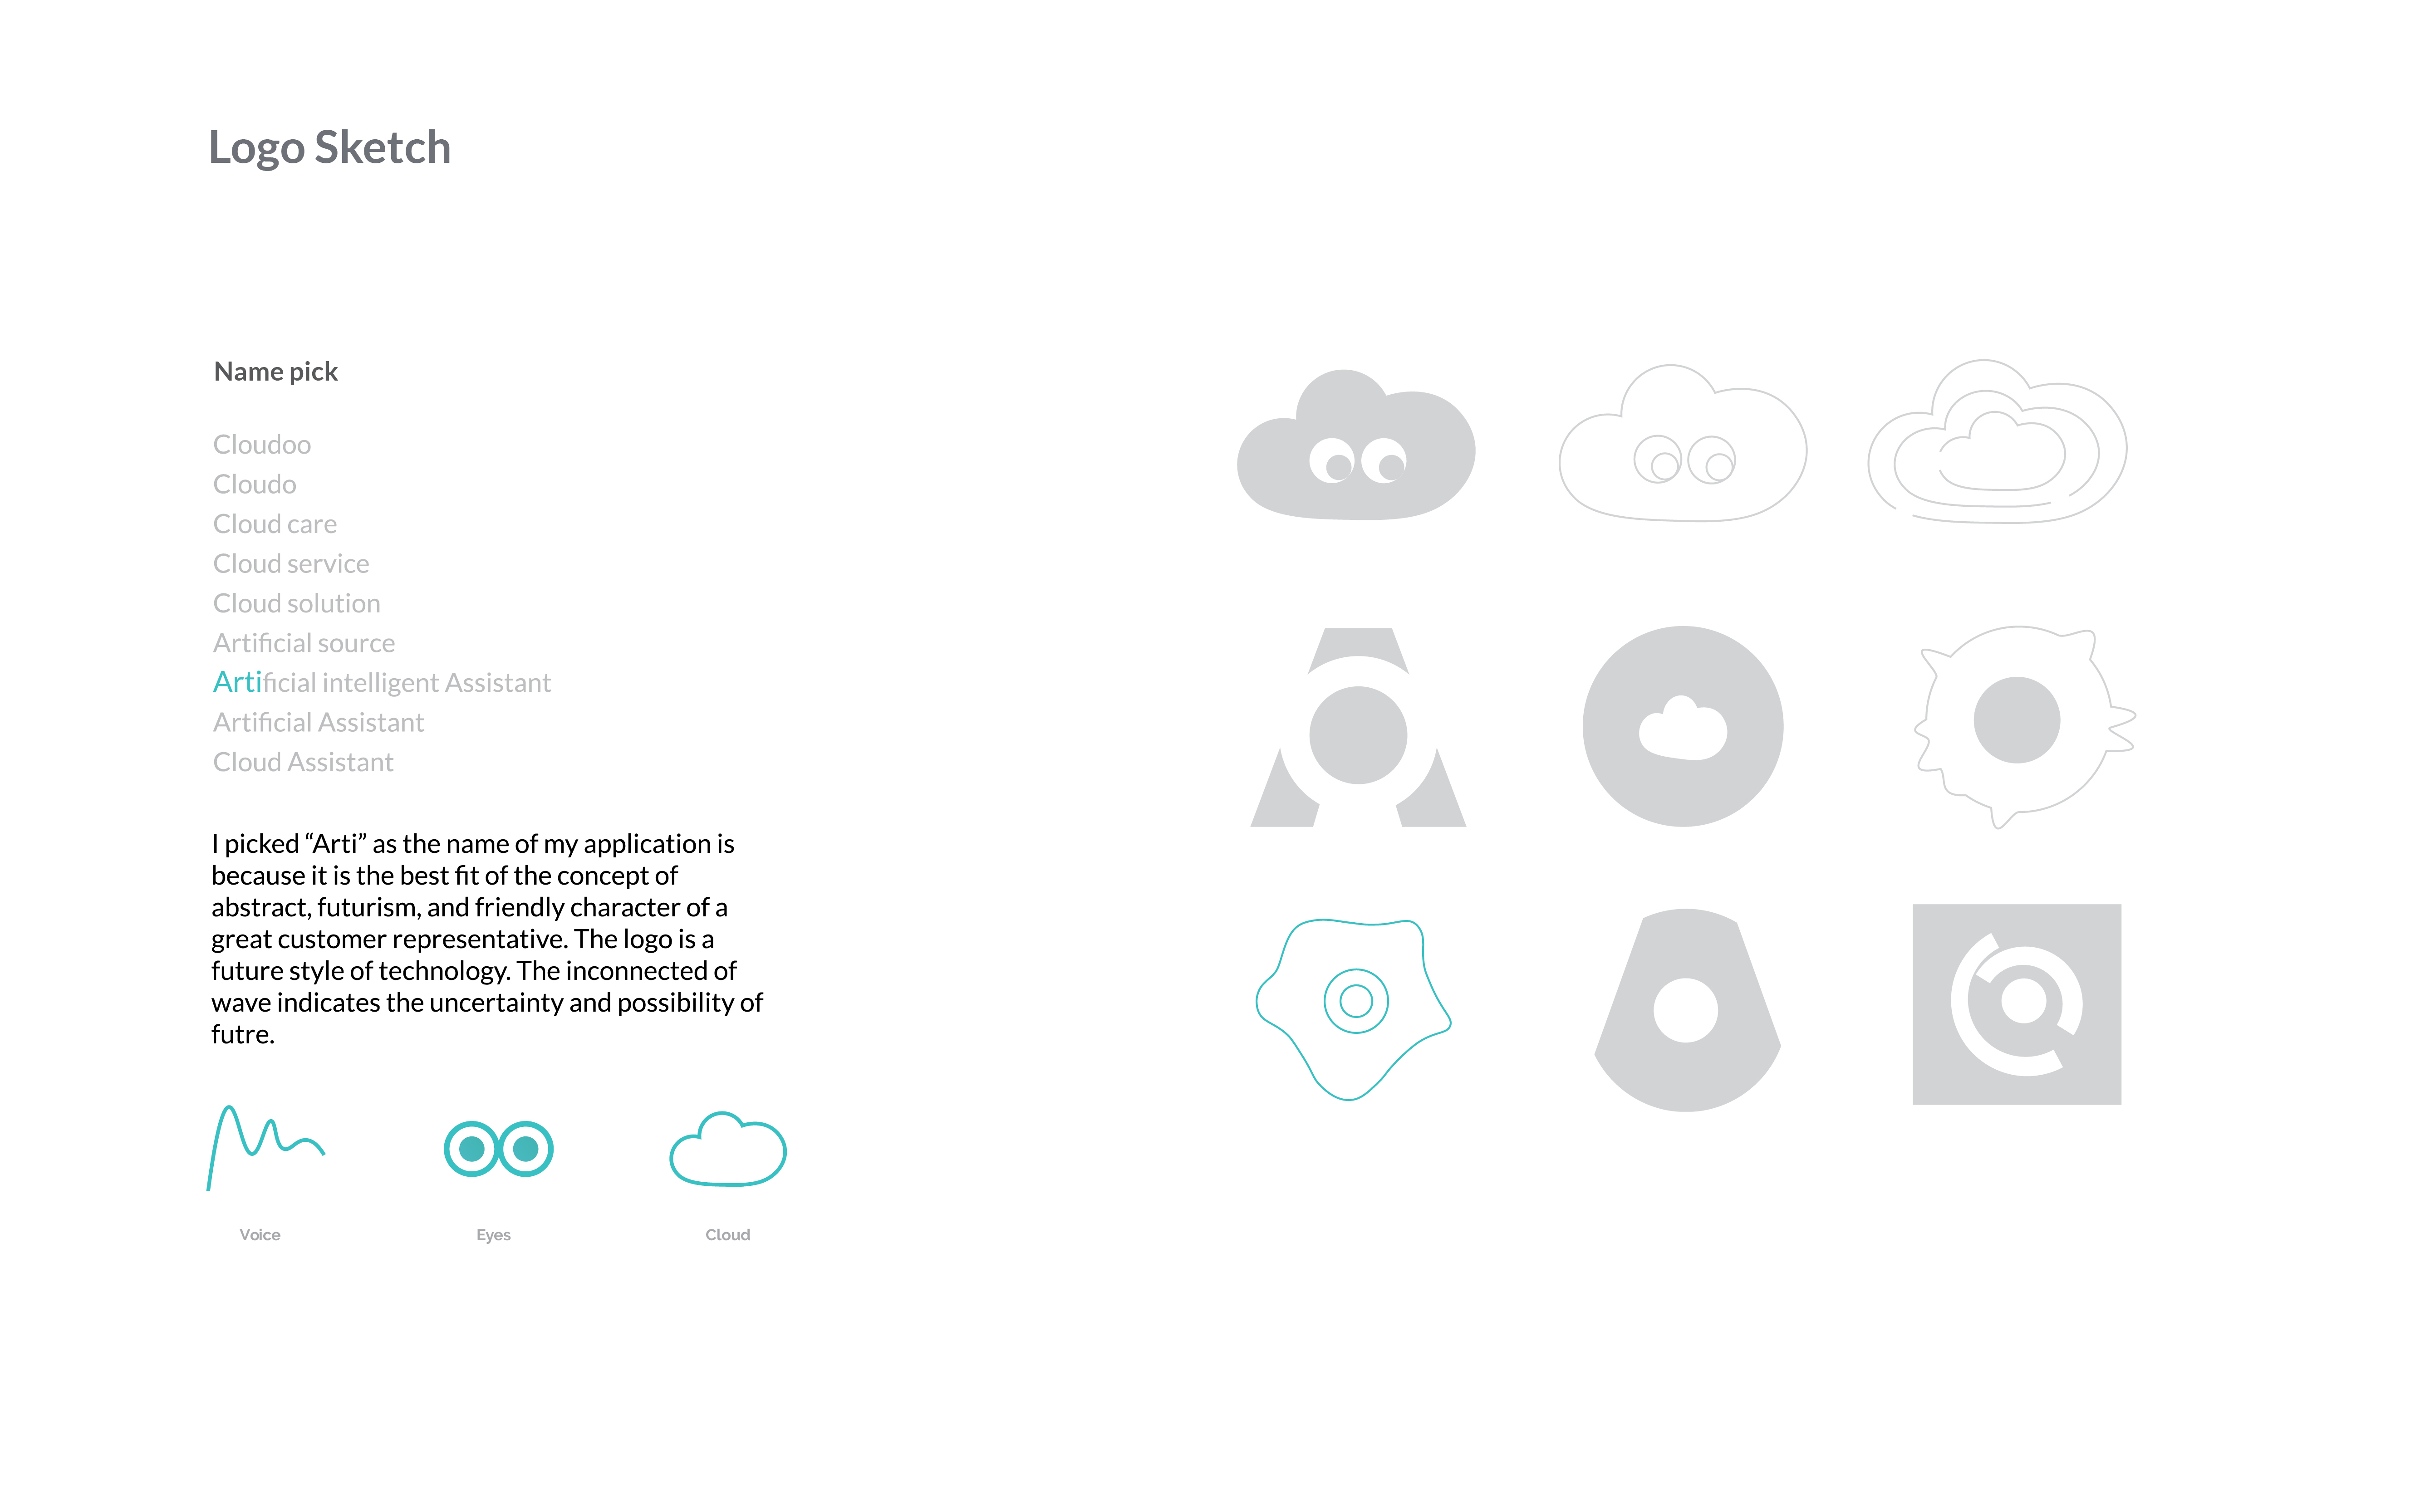 Logo Sketch
Name pick
Cloudoo
Cloudo
Cloud care
Cloud service
Cloud solution
Artificial source
Artificial intelligent Assistant
Artificial Assistant
Cloud Assistant
I picked “Arti” as the name of my application is
because it is the best fit of the concept of
abstract, futurism, and friendly character of a
great customer representative. The logo is a
future style of technology. The inconnected of
wave indicates the uncertainty and possibility of
futre.
Voice
Eyes
Cloud